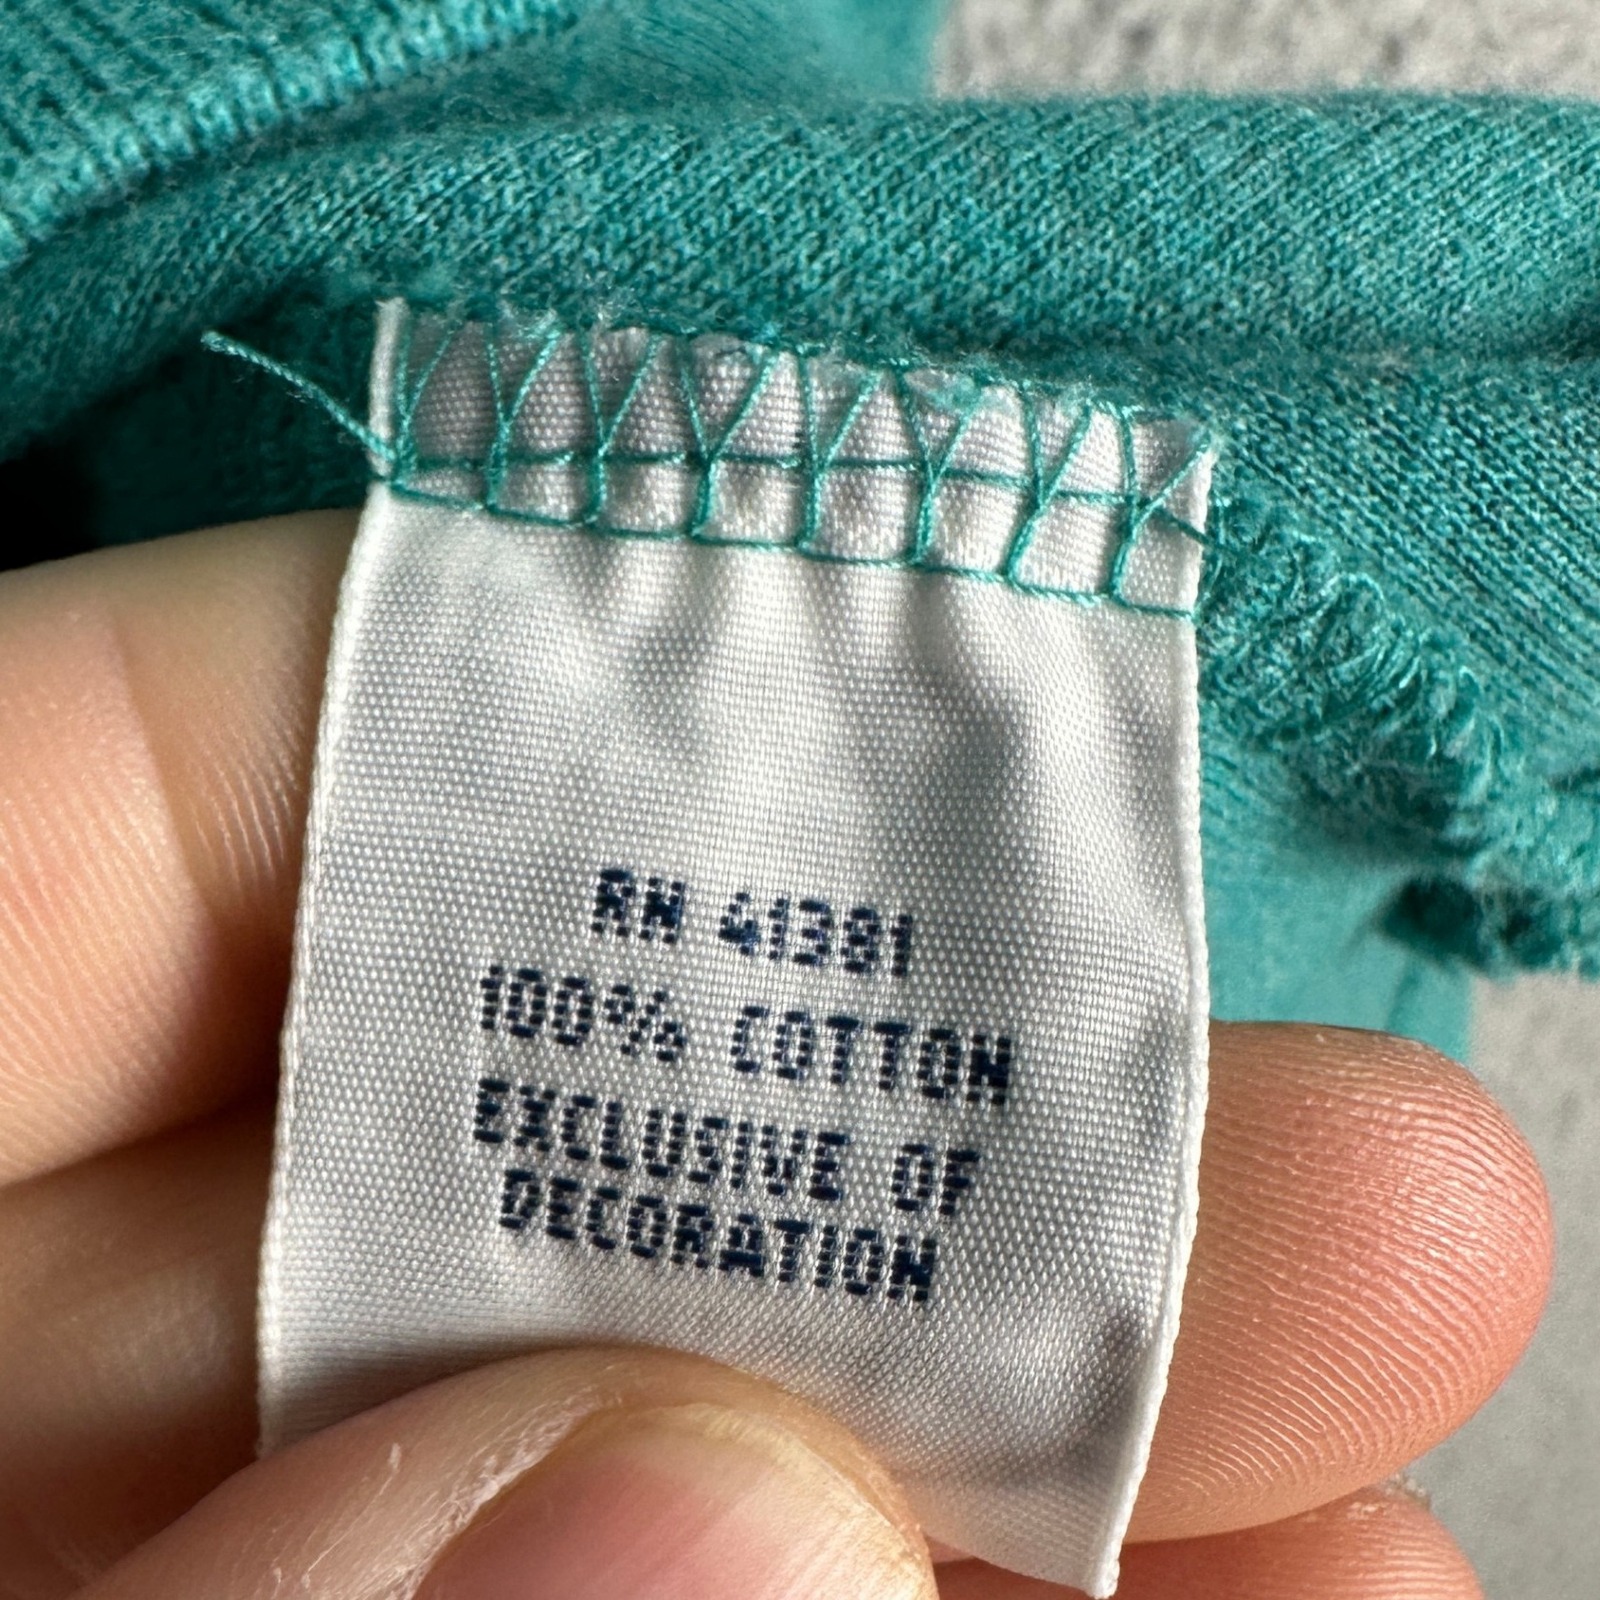 RN 41381
100% COTTON
EXCLUSIVE OF
DECORATION